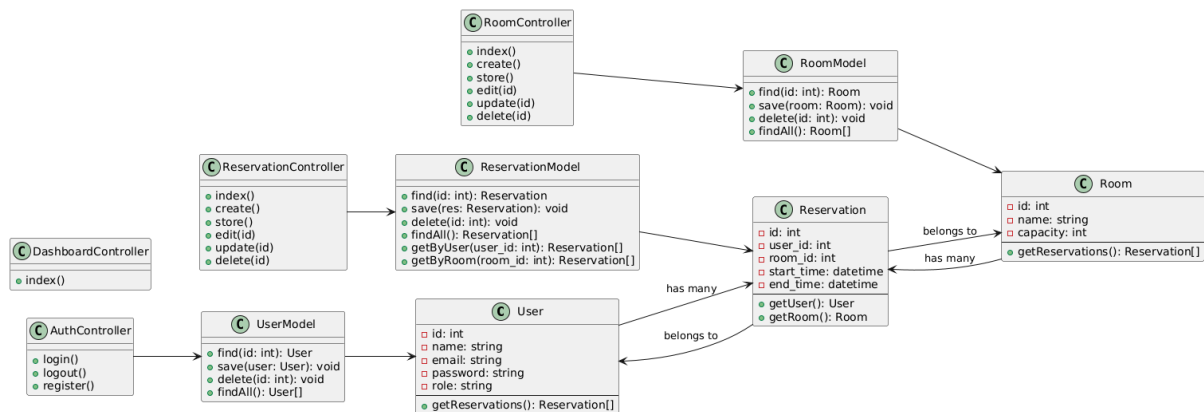 C RoomController
index()
create()
store()
edit(id)
update(id)
delete(id)
C RoomModel
find(id: int): Room
save(room: Room): void
delete(id: int): void
findAll(): Room[]
C ReservationController
index()
create()
store()
edit(id)
update(id)
delete(id)
C ReservationModel
find(id: int): Reservation
save(res: Reservation): void
delete(id: int): void
findAll(): Reservation[]
getByUser(user_id: int): Reservation[]
getByRoom(room_id: int): Reservation[]
C Room
id: int
name: string
capacity: int
getReservations(): Reservation[]
C Reservation
id: int
user_id: int
room_id: int
start_time: datetime
end_time: datetime
getUser(): User
getRoom(): Room
belongs to
has many
C DashboardController
index()
C AuthController
login()
logout()
register()
C UserModel
find(id: int): User
save(user: User): void
delete(id: int): void
findAll(): User[]
C User
id: int
name: string
email: string
password: string
role: string
getReservations(): Reservation[]
has many
belongs to